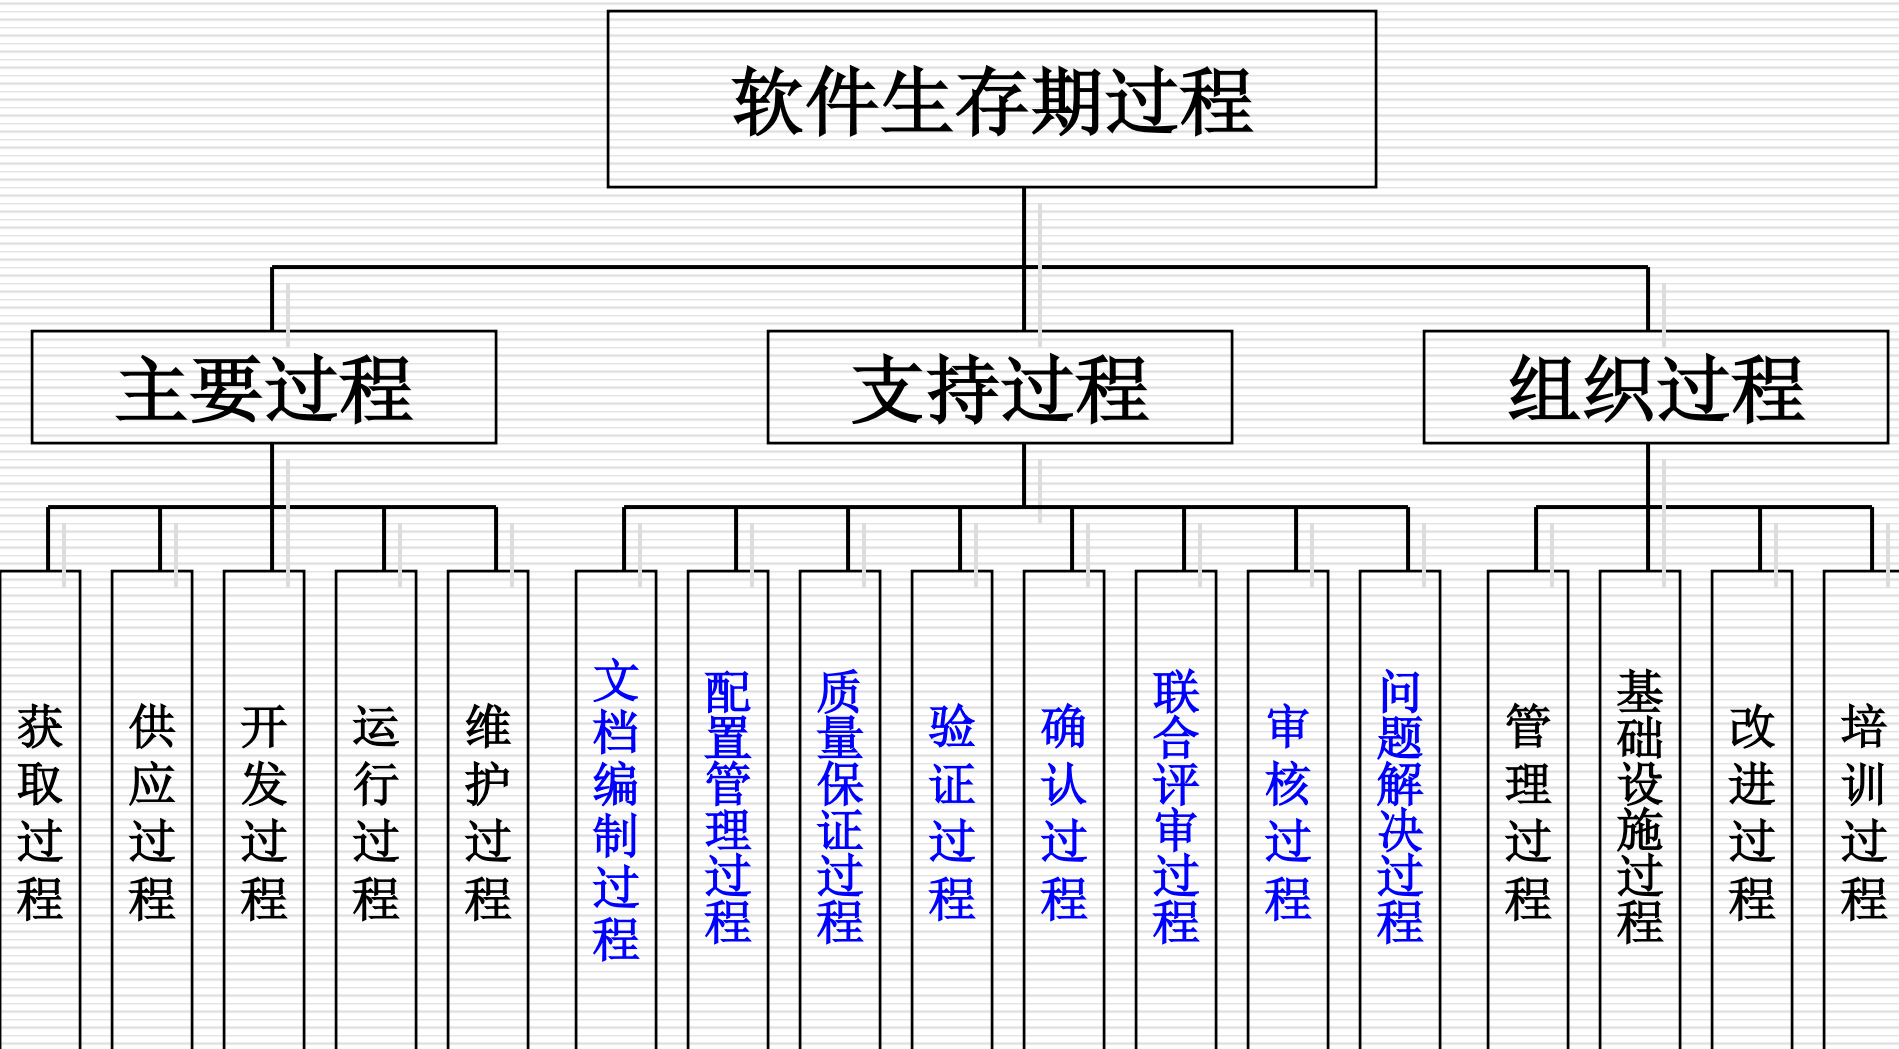 软件生存期过程
主要过程
支持过程
组织过程
获取过程
供应过程
开发过程
运行过程
维护过程
文档编制过程
配置管理过程
质量保证过程
验证过程
确认过程
联合评审过程
审核过程
问题解决过程
管理过程
基础设施过程
改进过程
培训过程